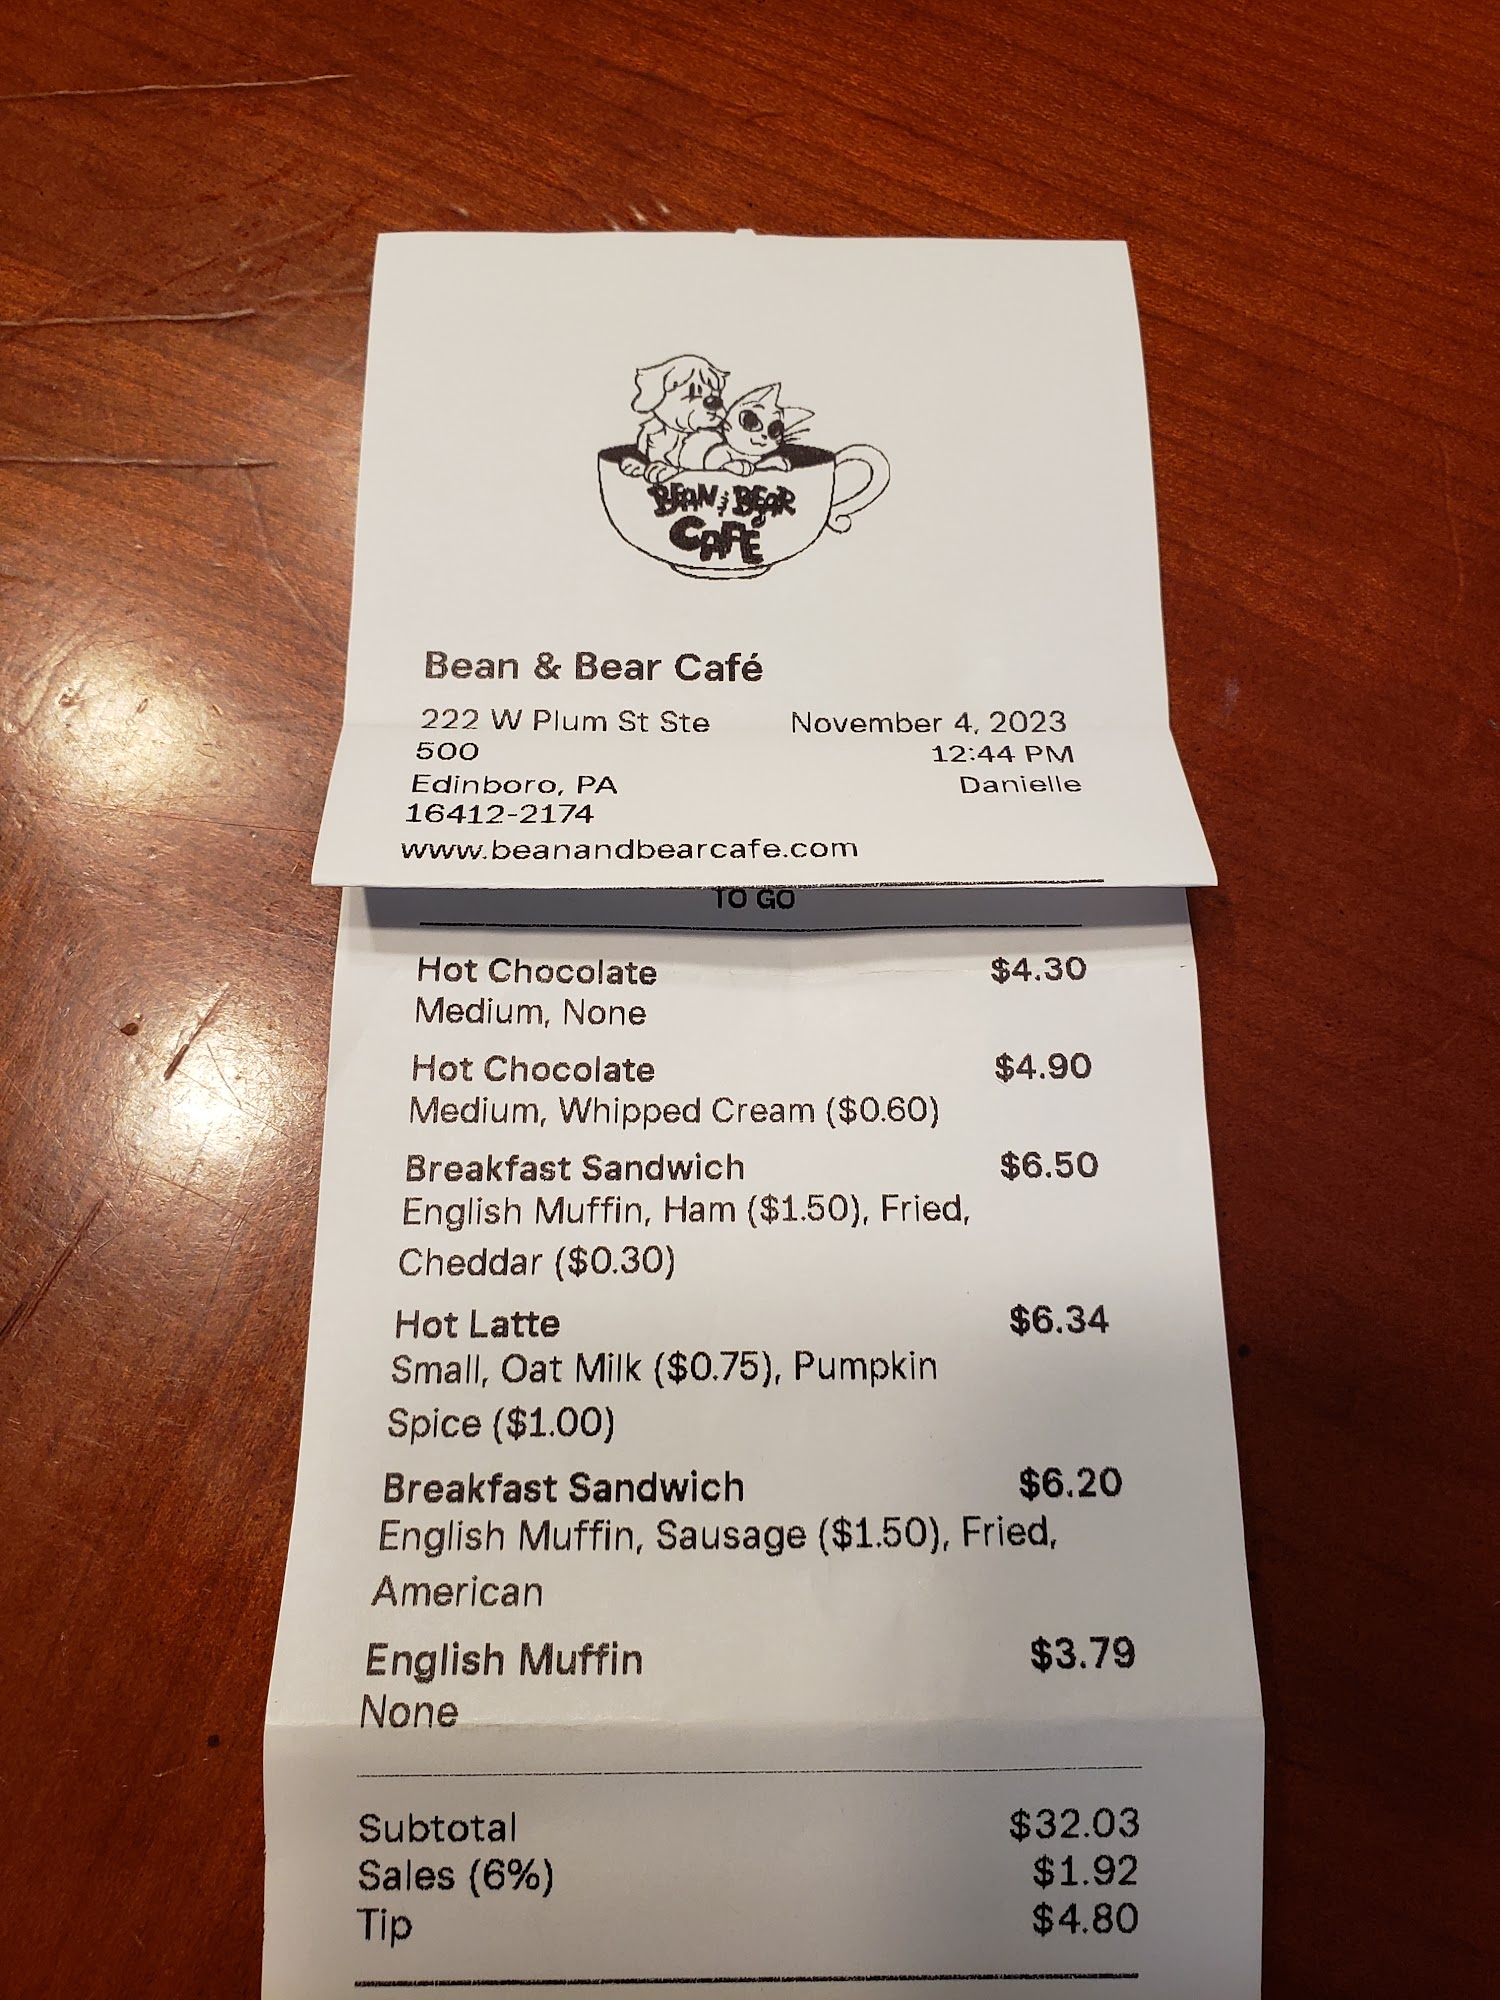 BEAN & BEAR
CAFÉ
Bean & Bear Café
222 W Plum St Ste
500
Edinboro, PA
16412-2174
www.beanandbearcafe.com
November 4, 2023
12:44 PM
Danielle
TO GO
Hot Chocolate $4.30
Medium, None
Hot Chocolate $4.90
Medium, Whipped Cream ($0.60)
Breakfast Sandwich $6.50
English Muffin, Ham ($1.50), Fried,
Cheddar ($0.30)
Hot Latte $6.34
Small, Oat Milk ($0.75), Pumpkin
Spice ($1.00)
Breakfast Sandwich $6.20
English Muffin, Sausage ($1.50), Fried,
American
English Muffin $3.79
None
Subtotal $32.03
Sales (6%) $1.92
Tip $4.80